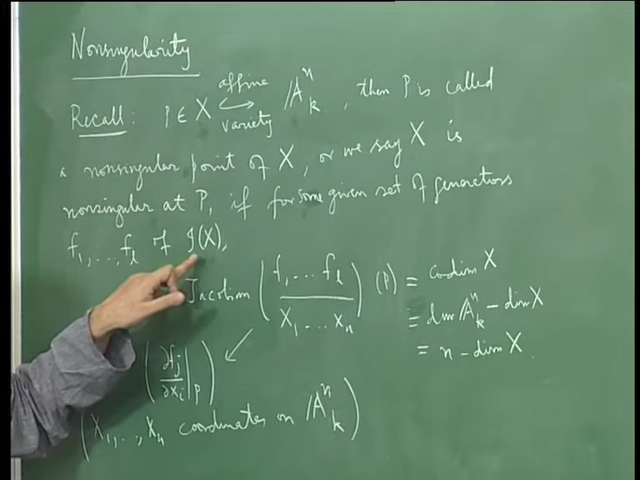 Nonsingularity
Recall: P ∈ X ↪ A^n_k, then P is called
affine
variety
a nonsingular point of X, or we say X is
nonsingular at P, if for some given set of generators
f_1,..., f_l of I(X),
Jacobian (f_1 ... f_l / X_1 ... X_n) (P) = codim X
= dim A^n_k - dim X
= n - dim X.
(∂f_j/∂x_i |_P)
(X_1,..., X_n coordinates on A^n_k)